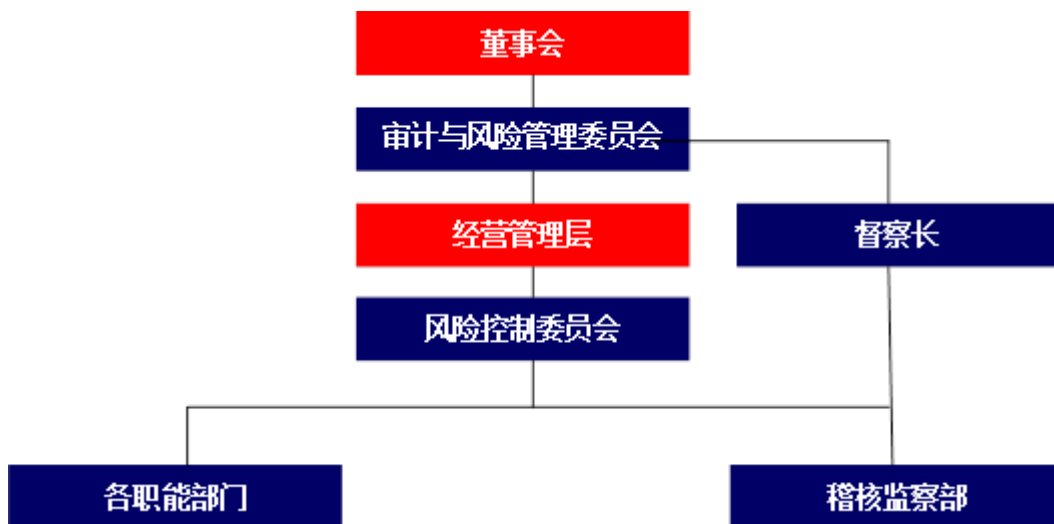 董事会
审计与风险管理委员会
经营管理层
督察长
风险控制委员会
各职能部门
稽核监察部